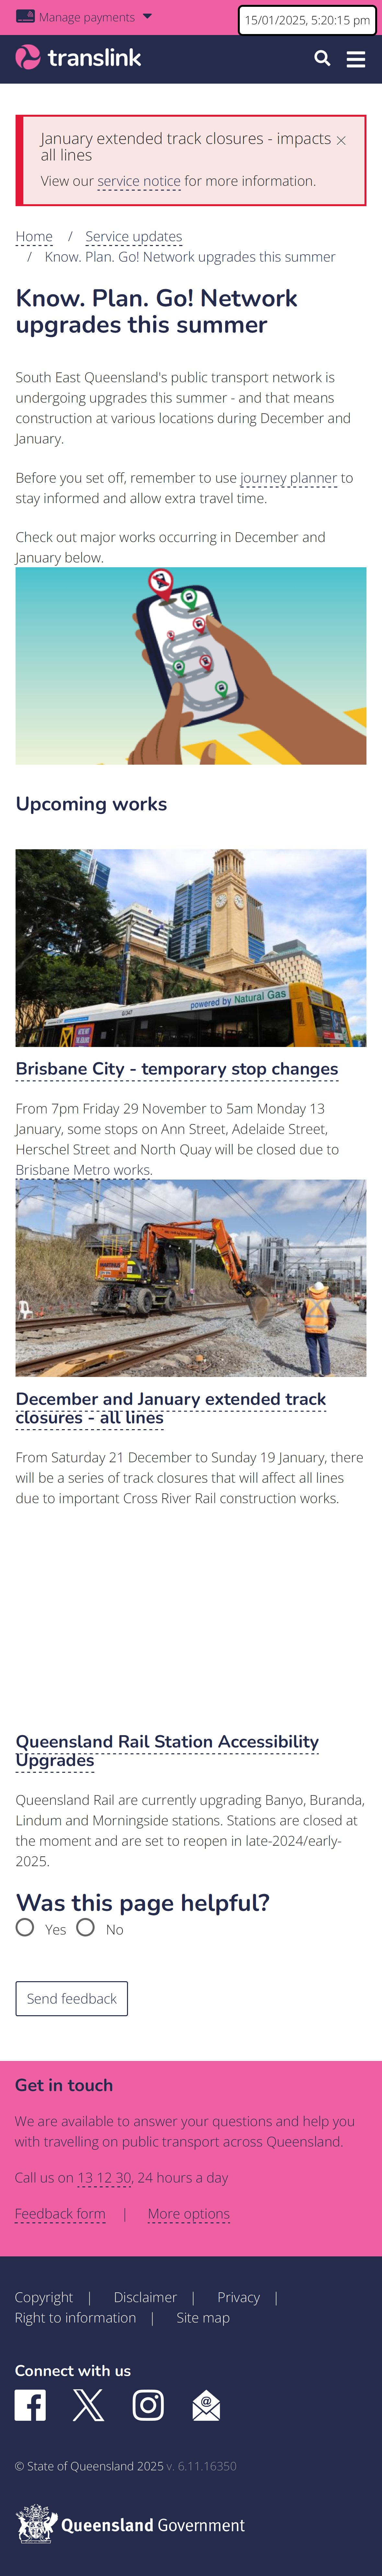 Manage payments
15/01/2025, 5:20:15 pm
translink
January extended track closures - impacts
all lines
View our service notice for more information.
Home / Service updates
/ Know. Plan. Go! Network upgrades this summer
Know. Plan. Go! Network
upgrades this summer
South East Queensland's public transport network is
undergoing upgrades this summer - and that means
construction at various locations during December and
January.
Before you set off, remember to use journey planner to
stay informed and allow extra travel time.
Check out major works occurring in December and
January below.
Upcoming works
powered by Natural Gas
Brisbane City - temporary stop changes
From 7pm Friday 29 November to 5am Monday 13
January, some stops on Ann Street, Adelaide Street,
Herschel Street and North Quay will be closed due to
Brisbane Metro works.
December and January extended track
closures - all lines
From Saturday 21 December to Sunday 19 January, there
will be a series of track closures that will affect all lines
due to important Cross River Rail construction works.
Queensland Rail Station Accessibility
Upgrades
Queensland Rail are currently upgrading Banyo, Buranda,
Lindum and Morningside stations. Stations are closed at
the moment and are set to reopen in late-2024/early-
2025.
Was this page helpful?
Yes No
Send feedback
Get in touch
We are available to answer your questions and help you
with travelling on public transport across Queensland.
Call us on 13 12 30, 24 hours a day
Feedback form | More options
Copyright | Disclaimer | Privacy |
Right to information | Site map
Connect with us
© State of Queensland 2025 v. 6.11.16350
Queensland Government